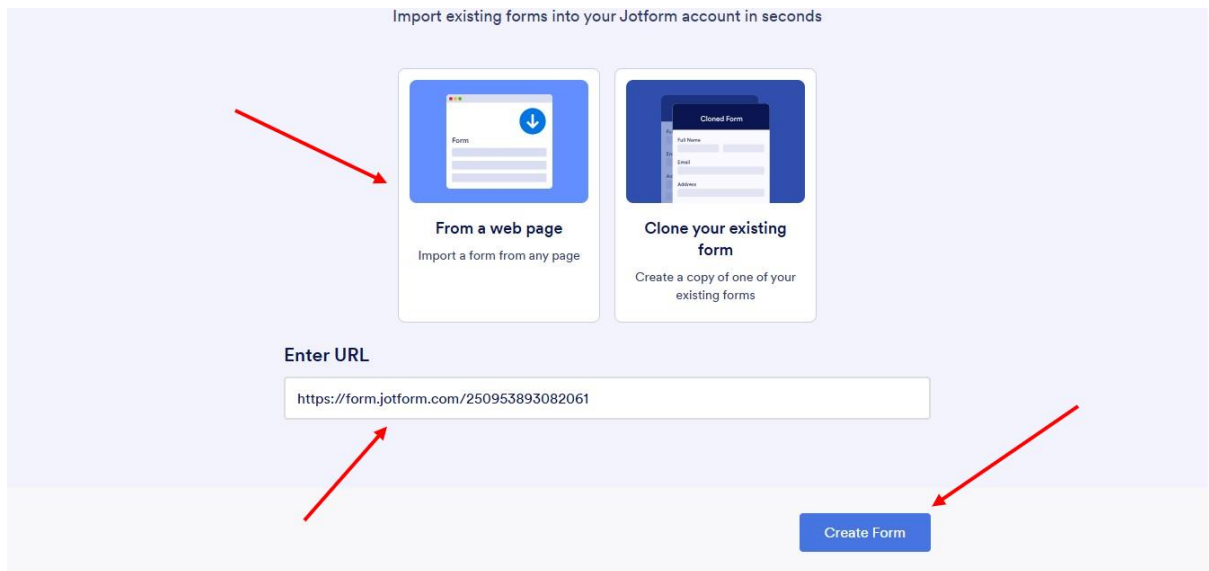 Import existing forms into your Jotform account in seconds
Form
Cloned Form
Full Name
Email
Address
From a web page
Import a form from any page
Clone your existing
form
Create a copy of one of your
existing forms
Enter URL
https://form.jotform.com/250953893082061
Create Form